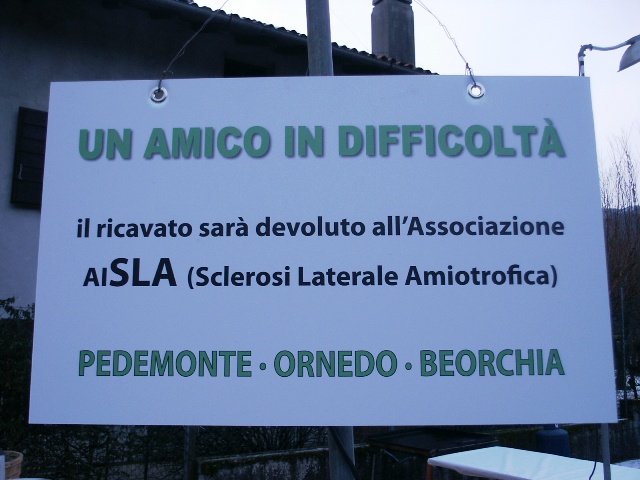 UN AMICO IN DIFFICOLTÀ
il ricavato sarà devoluto all'Associazione
AISLA (Sclerosi Laterale Amiotrofica)
PEDEMONTE · ORNEDO · BEORCHIA